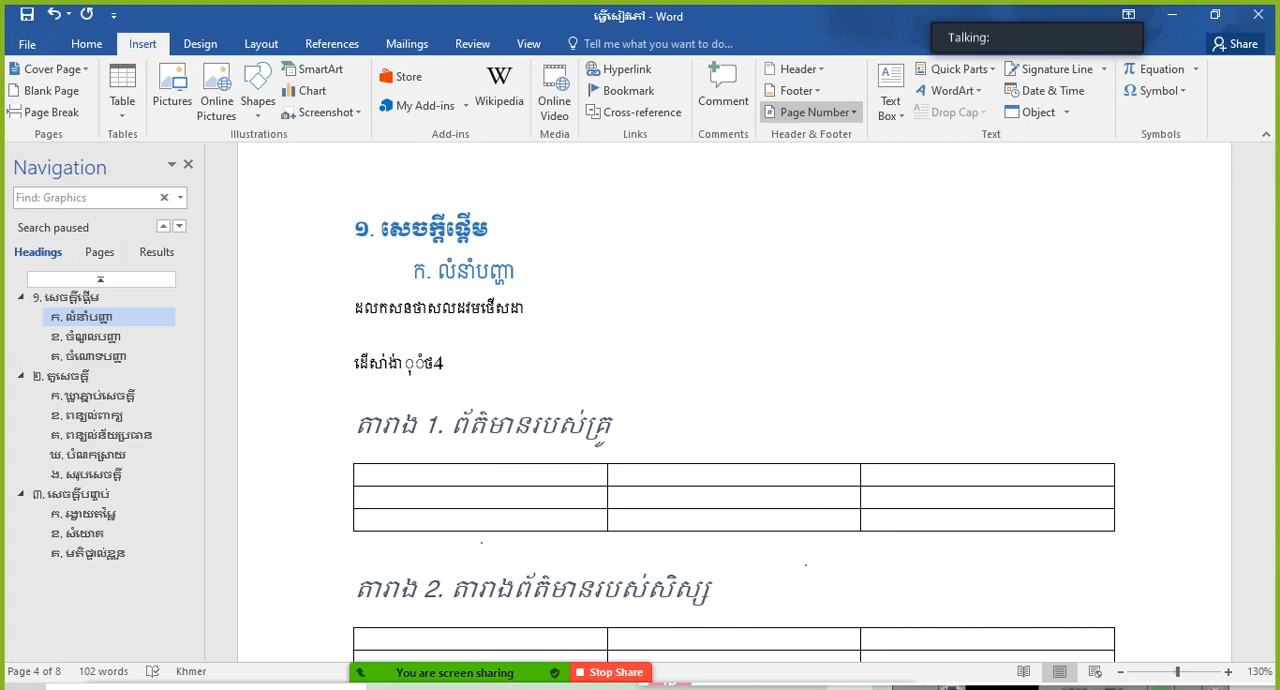 ធ្វើសៀវភៅ - Word
Talking:
File Home Insert Design Layout References Mailings Review View Tell me what you want to do... Share
Cover Page
Blank Page
Page Break
Pages
Table
Tables
Pictures
Online Pictures
Shapes
SmartArt
Chart
Screenshot
Illustrations
Store
My Add-ins
Wikipedia
Add-ins
Online Video
Media
Hyperlink
Bookmark
Cross-reference
Links
Comment
Comments
Header
Footer
Page Number
Header & Footer
Text Box
Quick Parts
WordArt
Drop Cap
Signature Line
Date & Time
Object
Text
Equation
Symbol
Symbols
Navigation
Find: Graphics
Search paused
Headings Pages Results
១. សេចក្តីផ្តើម
ក. លំនាំបញ្ហា
ខ. ចំណូលបញ្ហា
គ. ចំណោទបញ្ហា
២. តួសេចក្តី
ក. ឃ្លាភ្ជាប់សេចក្តី
ខ. ពន្យល់ពាក្យ
គ. ពន្យល់ន័យប្រធាន
ឃ. បំណកស្រាយ
ង. សរុបសេចក្តី
៣. សេចក្តីបញ្ចប់
ក. វាយតម្លៃ
ខ. សំយោគ
គ. មតិផ្ទាល់ខ្លួន
១. សេចក្តីផ្តើម
ក. លំនាំបញ្ហា
ដលកសនថាសលដវមថើសដា
តារាង 1. ព័ត៌មានរបស់គ្រូ
តារាង 2. តារាងព័ត៌មានរបស់សិស្ស
Page 4 of 8 102 words Khmer
You are screen sharing Stop Share
130%